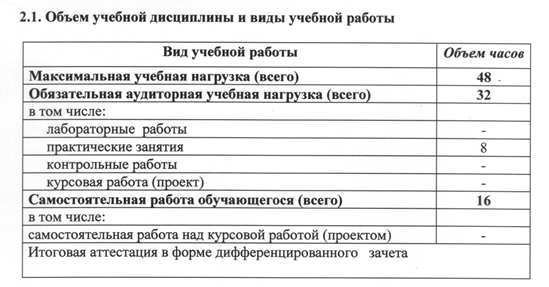 2.1. Объем учебной дисциплины и виды учебной работы
Вид учебной работы Объем часов
Максимальная учебная нагрузка (всего) 48
Обязательная аудиторная учебная нагрузка (всего) 32
в том числе:
лабораторные работы -
практические занятия 8
контрольные работы -
курсовая работа (проект) -
Самостоятельная работа обучающегося (всего) 16
в том числе:
самостоятельная работа над курсовой работой (проектом) -
Итоговая аттестация в форме дифференцированного зачета